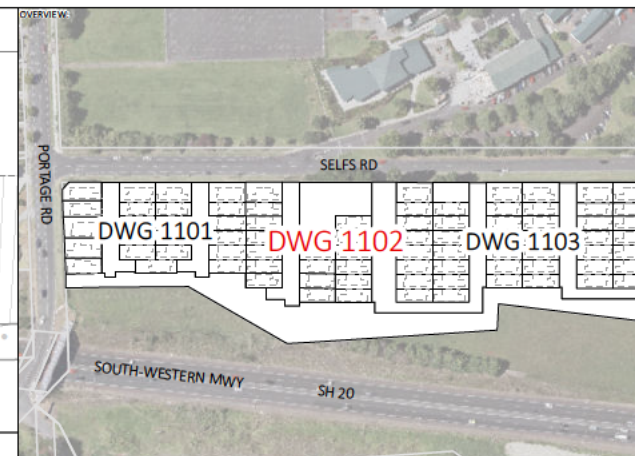 OVERVIEW:
SELFS RD
PORTAGE RD
DWG 1101
DWG 1102
DWG 1103
SOUTH-WESTERN MWY
SH 20